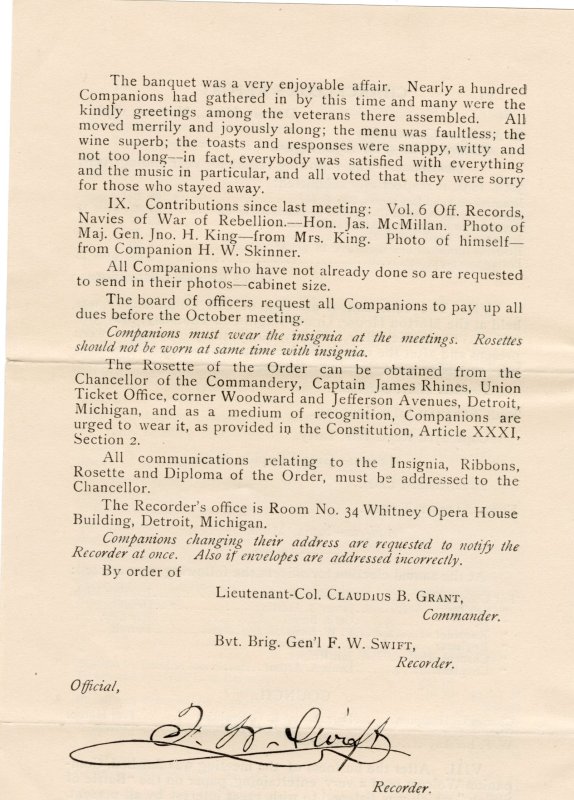 The banquet was a very enjoyable affair. Nearly a hundred
Companions had gathered in by this time and many were the
kindly greetings among the veterans there assembled. All
moved merrily and joyously along; the menu was faultless; the
wine superb; the toasts and responses were snappy, witty and
not too long—in fact, everybody was satisfied with everything
and the music in particular, and all voted that they were sorry
for those who stayed away.
IX. Contributions since last meeting: Vol. 6 Off. Records,
Navies of War of Rebellion.—Hon. Jas. McMillan. Photo of
Maj. Gen. Jno. H. King—from Mrs. King. Photo of himself—
from Companion H. W. Skinner.
All Companions who have not already done so are requested
to send in their photos—cabinet size.
The board of officers request all Companions to pay up all
dues before the October meeting.
Companions must wear the insignia at the meetings. Rosettes
should not be worn at same time with insignia.
The Rosette of the Order can be obtained from the
Chancellor of the Commandery, Captain James Rhines, Union
Ticket Office, corner Woodward and Jefferson Avenues, Detroit,
Michigan, and as a medium of recognition, Companions are
urged to wear it, as provided in the Constitution, Article XXXI,
Section 2.
All communications relating to the Insignia, Ribbons,
Rosette and Diploma of the Order, must be addressed to the
Chancellor.
The Recorder's office is Room No. 34 Whitney Opera House
Building, Detroit, Michigan.
Companions changing their address are requested to notify the
Recorder at once. Also if envelopes are addressed incorrectly.
By order of
Lieutenant-Col. CLAUDIUS B. GRANT,
Commander.
Bvt. Brig. Gen'l F. W. SWIFT,
Recorder.
Official,
F. W. Swift
Recorder.